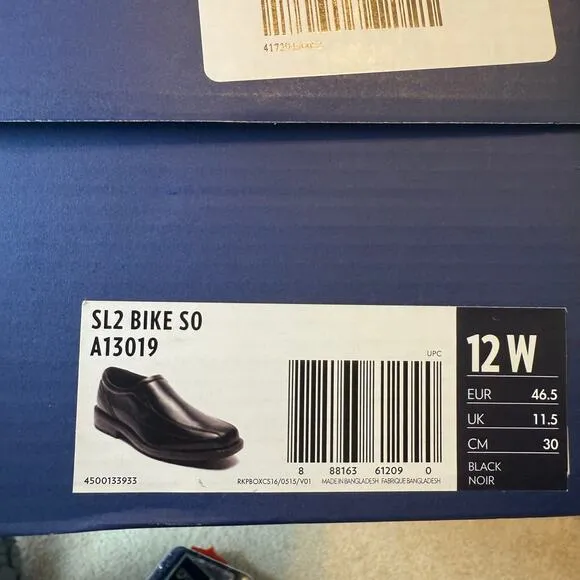 SL2 BIKE SO
A13019
UPC
12 W
EUR 46.5
UK 11.5
CM 30
BLACK
NOIR
8 88163 61209 0
4500133933
RKPBOXCS16/0515/V01 MADE IN BANGLADESH FABRIQUE BANGLADESH